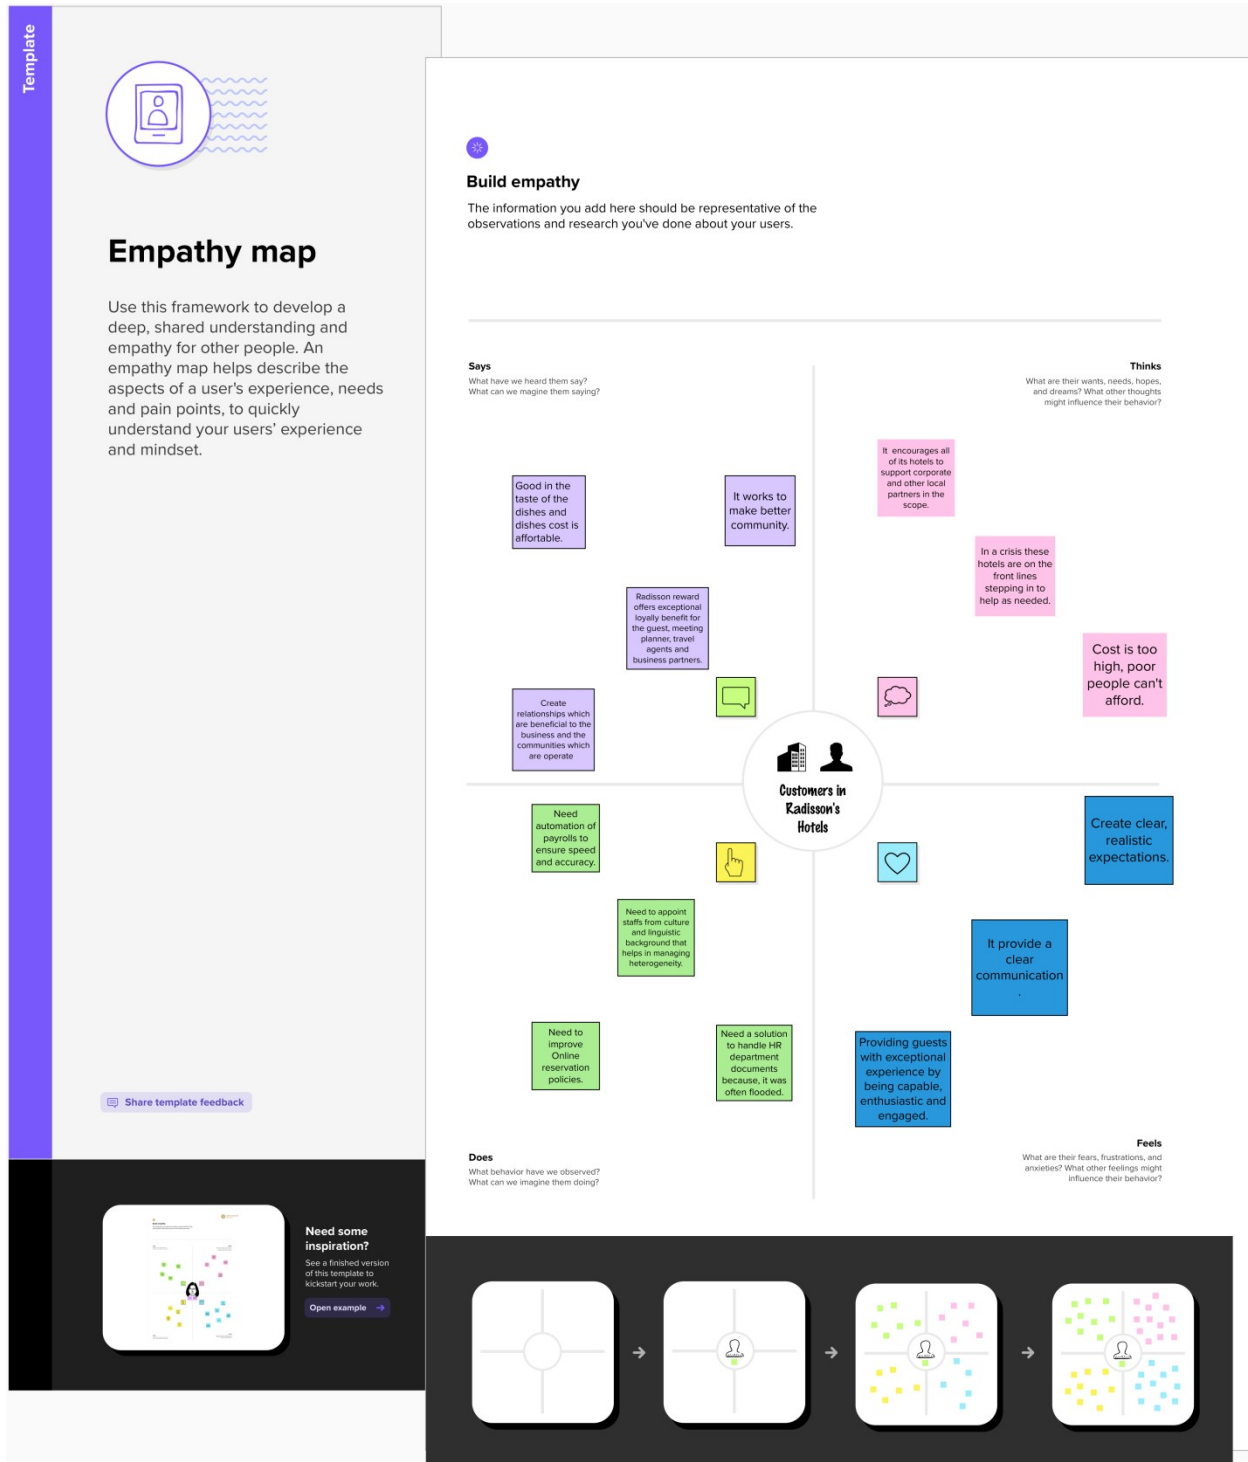 Template
Empathy map
Use this framework to develop a
deep, shared understanding and
empathy for other people. An
empathy map helps describe the
aspects of a user's experience, needs
and pain points, to quickly
understand your users' experience
and mindset.
Share template feedback
Need some
inspiration?
See a finished version
of this template to
kickstart your work.
Open example
Build empathy
The information you add here should be representative of the
observations and research you've done about your users.
Says
What have we heard them say?
What can we magine them saying?
Thinks
What are their wants, needs, hopes,
and dreams? What other thoughts
might influence their behavior?
Good in the
taste of the
dishes and
dishes cost is
affortable.
It works to
make better
community.
Radisson reward
offers exceptional
loyally benefit for
the guest, meeting
planner, travel
agents and
business partners.
Create
relationships which
are beneficial to the
business and the
communities which
are operate
It encourages all
of its hotels to
support corporate
and other local
partners in the
scope.
In a crisis these
hotels are on the
front lines
stepping in to
help as needed.
Cost is too
high, poor
people can't
afford.
Customers in
Radisson's
Hotels
Need
automation of
payrolls to
ensure speed
and accuracy.
Need to appoint
staffs from culture
and linguistic
background that
helps in managing
heterogeneity.
Need to
improve
Online
reservation
policies.
Need a solution
to handle HR
department
documents
because, it was
often flooded.
Create clear,
realistic
expectations.
It provide a
clear
communication
.
Providing guests
with exceptional
experience by
being capable,
enthusiastic and
engaged.
Does
What behavior have we observed?
What can we imagine them doing?
Feels
What are their fears, frustrations, and
anxieties? What other feelings might
influence their behavior?